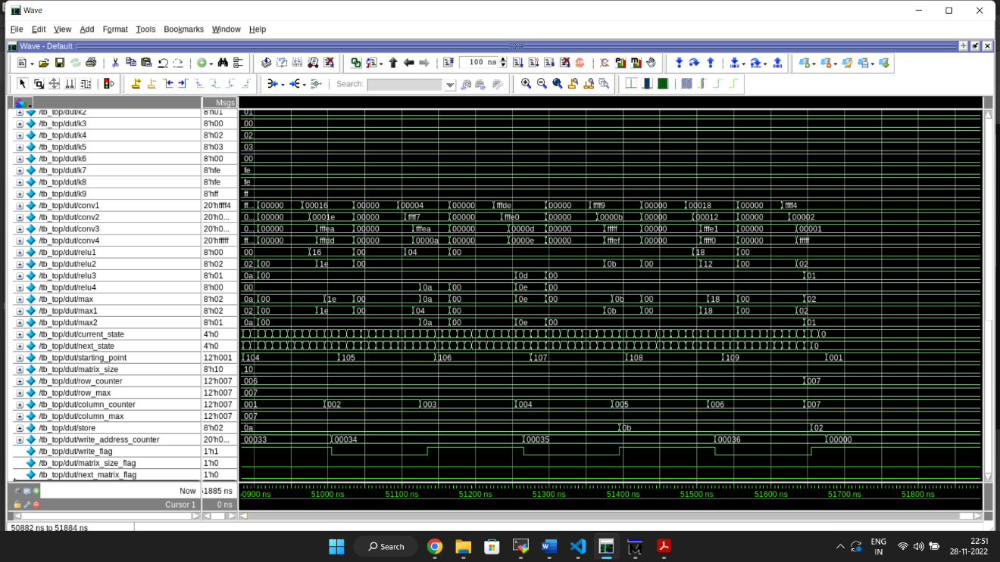 Wave
File Edit View Add Format Tools Bookmarks Window Help
Wave - Default
100 ns
Search:
Msgs
/tb_top/dut/k2 8'h01 01
/tb_top/dut/k3 8'h00 00
/tb_top/dut/k4 8'h02 02
/tb_top/dut/k5 8'h03 03
/tb_top/dut/k6 8'h00 00
/tb_top/dut/k7 8'hfe fe
/tb_top/dut/k8 8'hfe fe
/tb_top/dut/k9 8'hff ff
/tb_top/dut/conv1 20'hffff4 ff... 00000 00016 00000 00004 00000 fffde 00000 ffff9 00000 00018 00000 ffff4
/tb_top/dut/conv2 20'h0... 0... 00000 0001e 00000 ffff7 00000 fffe0 00000 0000b 00000 00012 00000 00002
/tb_top/dut/conv3 20'h0... 0... 00000 fffea 00000 fffea 00000 0000d 00000 fffff 00000 fffe1 00000 00001
/tb_top/dut/conv4 20'hfffff ff... 00000 fffdd 00000 0000a 00000 0000e 00000 fffef 00000 ffff0 00000 fffff
/tb_top/dut/relu1 8'h00 00 16 00 04 00 18 00
/tb_top/dut/relu2 8'h02 02 00 1e 00 0b 00 12 00 02
/tb_top/dut/relu3 8'h01 0a 00 0d 00 01
/tb_top/dut/relu4 8'h00 00 0a 00 0e 00
/tb_top/dut/max 8'h02 0a 00 1e 00 0a 00 0e 00 0b 00 18 00 02
/tb_top/dut/max1 8'h02 02 00 1e 00 04 00 0b 00 18 00 02
/tb_top/dut/max2 8'h01 0a 00 0a 00 0e 00 01
/tb_top/dut/current_state 4'h0 0
/tb_top/dut/next_state 4'h0 0
/tb_top/dut/starting_point 12'h001 104 105 106 107 108 109 001
/tb_top/dut/matrix_size 8'h10 10
/tb_top/dut/row_counter 12'h007 006 007
/tb_top/dut/row_max 12'h007 007
/tb_top/dut/column_counter 12'h007 001 002 003 004 005 006 007
/tb_top/dut/column_max 12'h007 007
/tb_top/dut/store 8'h02 0a 0b 02
/tb_top/dut/write_address_counter 20'h0... 00033 00034 00035 00036 00000
/tb_top/dut/write_flag 1'h1
/tb_top/dut/matrix_size_flag 1'h0
/tb_top/dut/next_matrix_flag 1'h0
Now 51885 ns 50900 ns 51000 ns 51100 ns 51200 ns 51300 ns 51400 ns 51500 ns 51600 ns 51700 ns 51800 ns
Cursor 1 0 ns
50882 ns to 51884 ns
Search
ENG
IN
22:51
28-11-2022